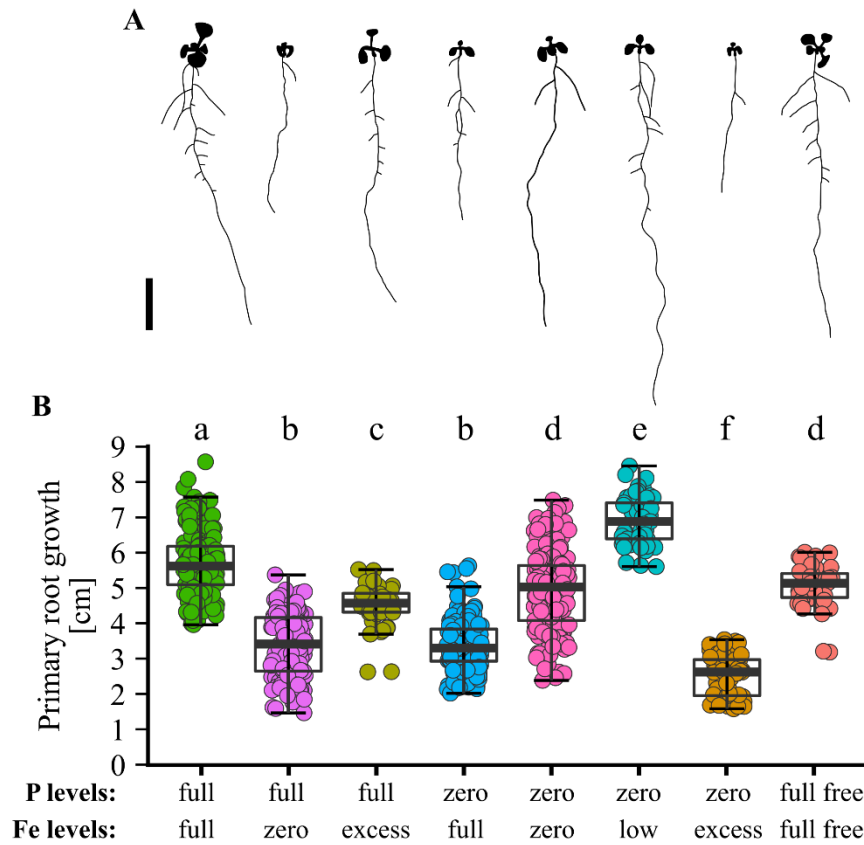 A
B
a b c b d e f d
9
8
7
6
5
4
3
2
1
0
Primary root growth
[cm]
P levels: full full full zero zero zero zero full free
Fe levels: full zero excess full zero low excess full free